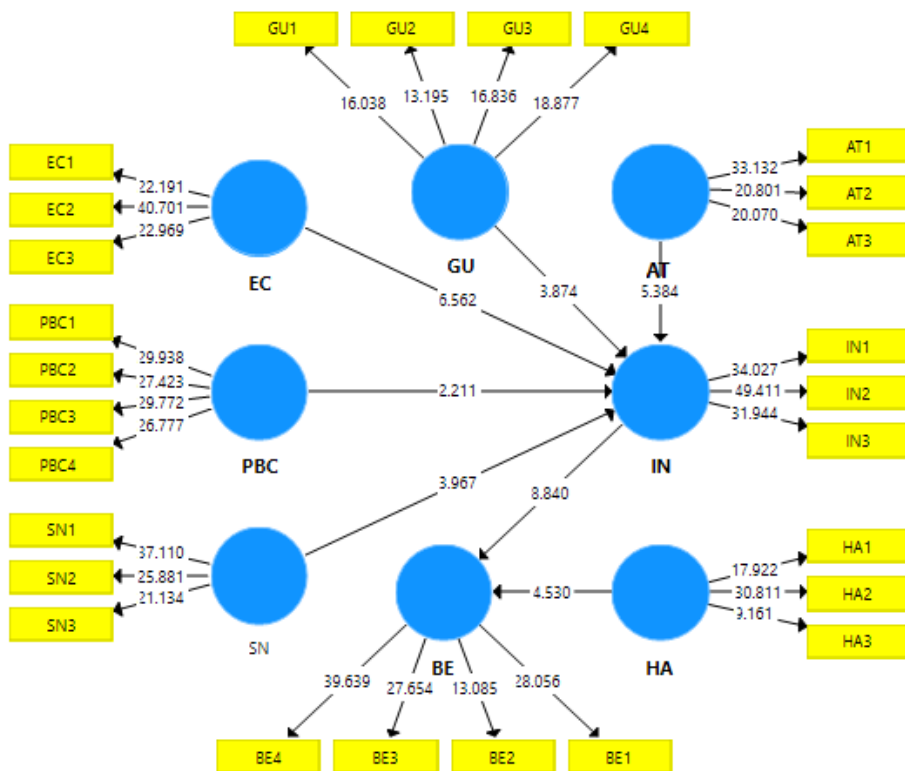 GU1 GU2 GU3 GU4
16.038 13.195 16.836 18.877
EC1
EC2
EC3
22.191
40.701
22.969
EC
GU
AT
33.132
20.801
20.070
AT1
AT2
AT3
6.562
3.874
5.384
PBC1
PBC2
PBC3
PBC4
29.938
27.423
29.772
26.777
PBC
2.211
IN
34.027
49.411
31.944
IN1
IN2
IN3
3.967
8.840
SN1
SN2
SN3
37.110
25.881
21.134
SN
BE
4.530
HA
17.922
30.811
9.161
HA1
HA2
HA3
39.639 27.654 13.085 28.056
BE4 BE3 BE2 BE1